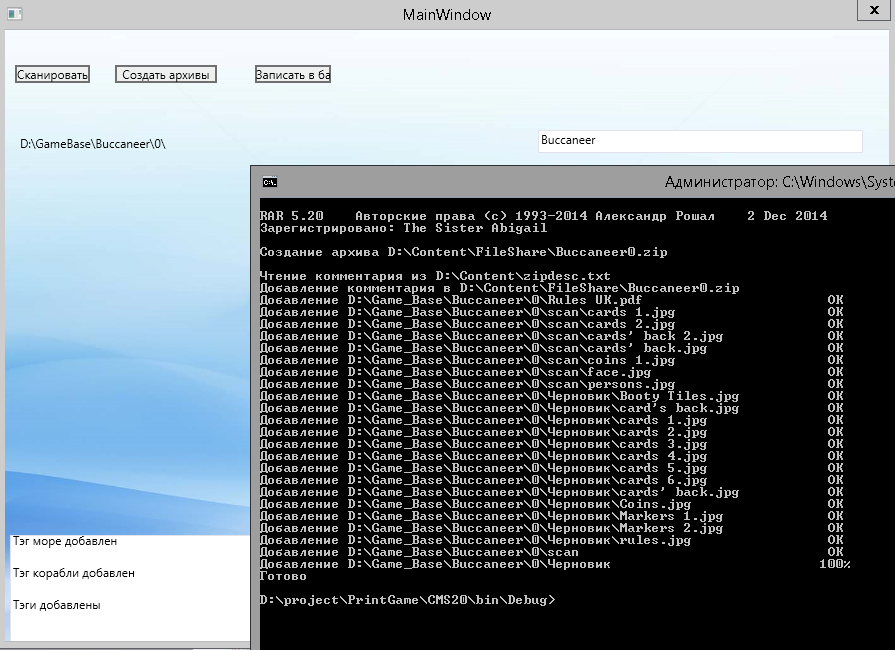 MainWindow
x
Сканировать
Создать архивы
Записать в ба
D:\GameBase\Buccaneer\0\
Buccaneer
Администратор: C:\Windows\Syst
RAR 5.20 Авторские права (c) 1993-2014 Александр Рошал 2 Dec 2014
Зарегистрировано: The Sister Abigail
Создание архива D:\Content\FileShare\Buccaneer0.zip
Чтение комментария из D:\Content\zipdesc.txt
Добавление комментария в D:\Content\FileShare\Buccaneer0.zip
Добавление D:\Game_Base\Buccaneer\0\Rules UK.pdf OK
Добавление D:\Game_Base\Buccaneer\0\scan\cards 1.jpg OK
Добавление D:\Game_Base\Buccaneer\0\scan\cards 2.jpg OK
Добавление D:\Game_Base\Buccaneer\0\scan\cards' back 2.jpg OK
Добавление D:\Game_Base\Buccaneer\0\scan\cards' back.jpg OK
Добавление D:\Game_Base\Buccaneer\0\scan\coins 1.jpg OK
Добавление D:\Game_Base\Buccaneer\0\scan\face.jpg OK
Добавление D:\Game_Base\Buccaneer\0\scan\persons.jpg OK
Добавление D:\Game_Base\Buccaneer\0\Черновик\Booty Tiles.jpg OK
Добавление D:\Game_Base\Buccaneer\0\Черновик\card's back.jpg OK
Добавление D:\Game_Base\Buccaneer\0\Черновик\cards 1.jpg OK
Добавление D:\Game_Base\Buccaneer\0\Черновик\cards 2.jpg OK
Добавление D:\Game_Base\Buccaneer\0\Черновик\cards 3.jpg OK
Добавление D:\Game_Base\Buccaneer\0\Черновик\cards 4.jpg OK
Добавление D:\Game_Base\Buccaneer\0\Черновик\cards 5.jpg OK
Добавление D:\Game_Base\Buccaneer\0\Черновик\cards 6.jpg OK
Добавление D:\Game_Base\Buccaneer\0\Черновик\cards' back.jpg OK
Добавление D:\Game_Base\Buccaneer\0\Черновик\Coins.jpg OK
Добавление D:\Game_Base\Buccaneer\0\Черновик\Markers 1.jpg OK
Добавление D:\Game_Base\Buccaneer\0\Черновик\Markers 2.jpg OK
Добавление D:\Game_Base\Buccaneer\0\Черновик\rules.jpg OK
Добавление D:\Game_Base\Buccaneer\0\scan OK
Добавление D:\Game_Base\Buccaneer\0\Черновик 100%
Готово
D:\project\PrintGame\CMS20\bin\Debug>
Тэг море добавлен
Тэг корабли добавлен
Тэги добавлены